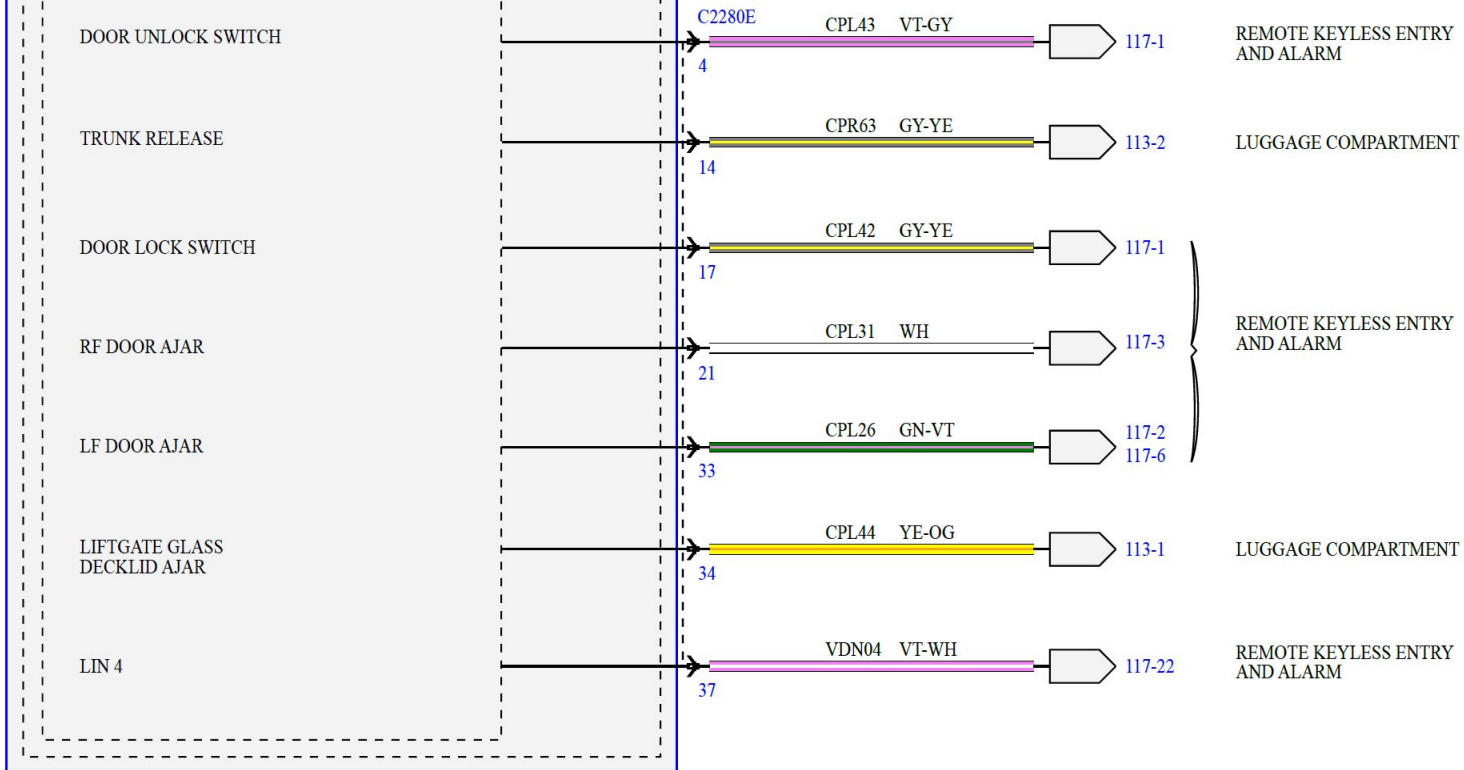 C2280E
DOOR UNLOCK SWITCH
CPL43 VT-GY
4
117-1
REMOTE KEYLESS ENTRY
AND ALARM
TRUNK RELEASE
CPR63 GY-YE
14
113-2
LUGGAGE COMPARTMENT
DOOR LOCK SWITCH
CPL42 GY-YE
17
117-1
RF DOOR AJAR
CPL31 WH
21
117-3
REMOTE KEYLESS ENTRY
AND ALARM
LF DOOR AJAR
CPL26 GN-VT
33
117-2
117-6
LIFTGATE GLASS
DECKLID AJAR
CPL44 YE-OG
34
113-1
LUGGAGE COMPARTMENT
LIN 4
VDN04 VT-WH
37
117-22
REMOTE KEYLESS ENTRY
AND ALARM